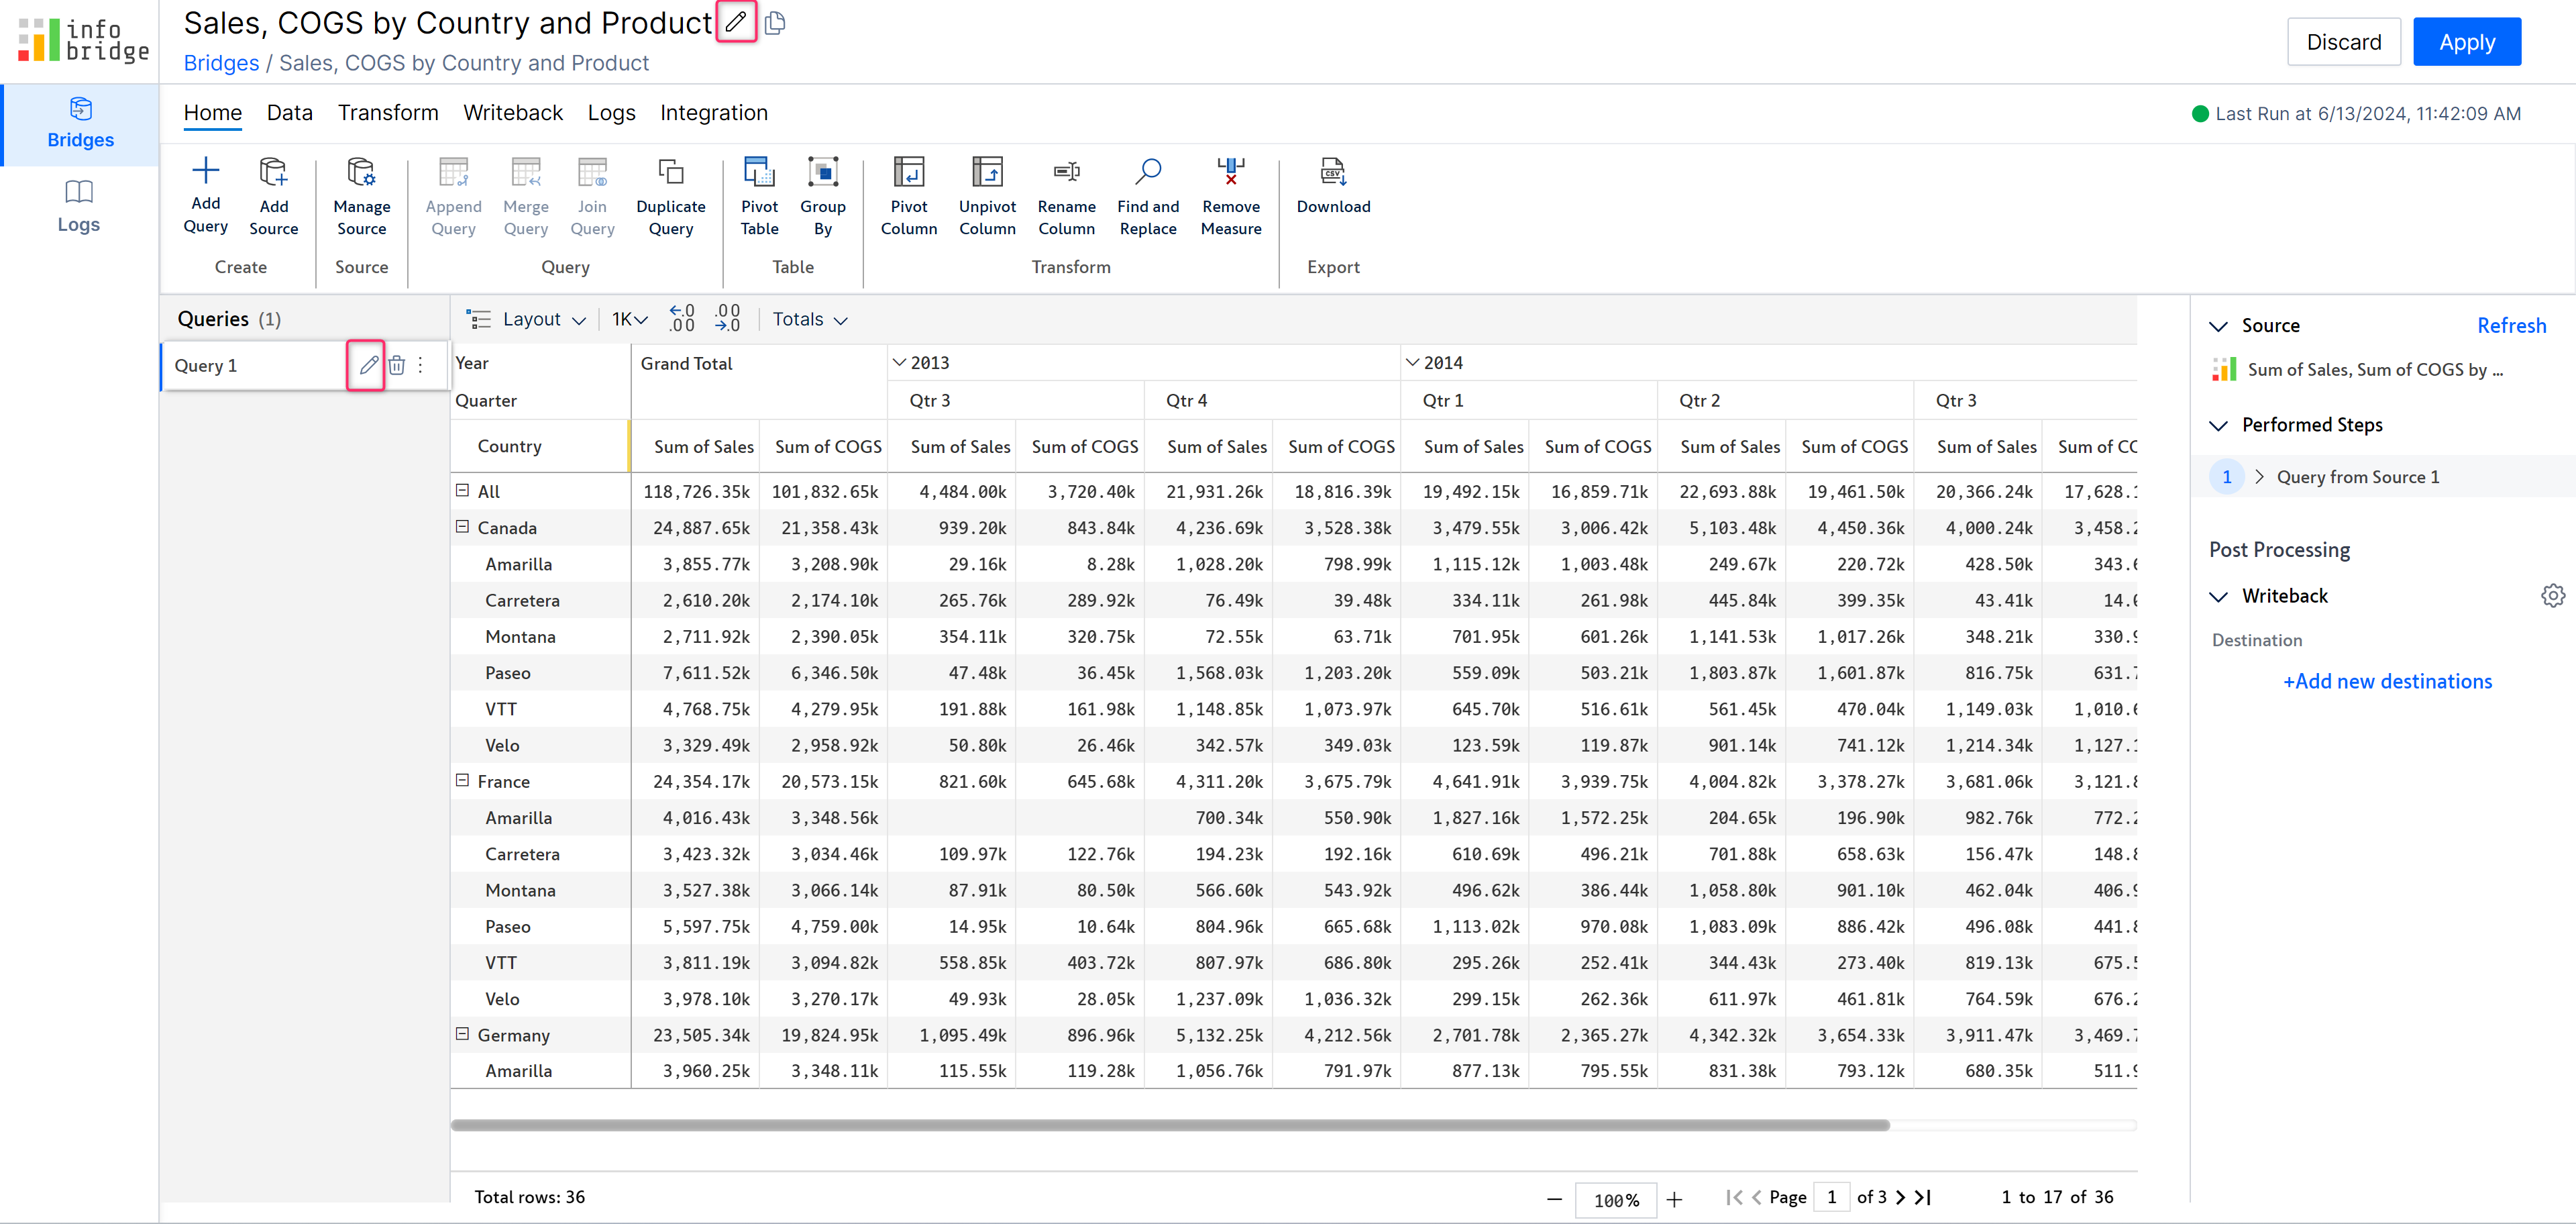 info
bridge
Sales, COGS by Country and Product
Bridges / Sales, COGS by Country and Product
Discard
Apply
Bridges
Logs
Home Data Transform Writeback Logs Integration
Last Run at 6/13/2024, 11:42:09 AM
Add Query
Add Source
Manage Source
Append Query
Merge Query
Join Query
Duplicate Query
Pivot Table
Group By
Pivot Column
Unpivot Column
Rename Column
Find and Replace
Remove Measure
CSV
Download
Create Source Query Table Transform Export
Queries (1)
Query 1
Layout 1K .0 .00 .00 .0 Totals
Year Grand Total 2013 2014
Quarter Qtr 3 Qtr 4 Qtr 1 Qtr 2 Qtr 3
Country Sum of Sales Sum of COGS Sum of Sales Sum of COGS Sum of Sales Sum of COGS Sum of Sales Sum of COGS Sum of Sales Sum of COGS Sum of Sales Sum of CC
All 118,726.35k 101,832.65k 4,484.00k 3,720.40k 21,931.26k 18,816.39k 19,492.15k 16,859.71k 22,693.88k 19,461.50k 20,366.24k 17,628.1
Canada 24,887.65k 21,358.43k 939.20k 843.84k 4,236.69k 3,528.38k 3,479.55k 3,006.42k 5,103.48k 4,450.36k 4,000.24k 3,458.2
Amarilla 3,855.77k 3,208.90k 29.16k 8.28k 1,028.20k 798.99k 1,115.12k 1,003.48k 249.67k 220.72k 428.50k 343.6
Carretera 2,610.20k 2,174.10k 265.76k 289.92k 76.49k 39.48k 334.11k 261.98k 445.84k 399.35k 43.41k 14.0
Montana 2,711.92k 2,390.05k 354.11k 320.75k 72.55k 63.71k 701.95k 601.26k 1,141.53k 1,017.26k 348.21k 330.9
Paseo 7,611.52k 6,346.50k 47.48k 36.45k 1,568.03k 1,203.20k 559.09k 503.21k 1,803.87k 1,601.87k 816.75k 631.7
VTT 4,768.75k 4,279.95k 191.88k 161.98k 1,148.85k 1,073.97k 645.70k 516.61k 561.45k 470.04k 1,149.03k 1,010.6
Velo 3,329.49k 2,958.92k 50.80k 26.46k 342.57k 349.03k 123.59k 119.87k 901.14k 741.12k 1,214.34k 1,127.1
France 24,354.17k 20,573.15k 821.60k 645.68k 4,311.20k 3,675.79k 4,641.91k 3,939.75k 4,004.82k 3,378.27k 3,681.06k 3,121.8
Amarilla 4,016.43k 3,348.56k 700.34k 550.90k 1,827.16k 1,572.25k 204.65k 196.90k 982.76k 772.2
Carretera 3,423.32k 3,034.46k 109.97k 122.76k 194.23k 192.16k 610.69k 496.21k 701.88k 658.63k 156.47k 148.8
Montana 3,527.38k 3,066.14k 87.91k 80.50k 566.60k 543.92k 496.62k 386.44k 1,058.80k 901.10k 462.04k 406.9
Paseo 5,597.75k 4,759.00k 14.95k 10.64k 804.96k 665.68k 1,113.02k 970.08k 1,083.09k 886.42k 496.08k 441.8
VTT 3,811.19k 3,094.82k 558.85k 403.72k 807.97k 686.80k 295.26k 252.41k 344.43k 273.40k 819.13k 675.5
Velo 3,978.10k 3,270.17k 49.93k 28.05k 1,237.09k 1,036.32k 299.15k 262.36k 611.97k 461.81k 764.59k 676.2
Germany 23,505.34k 19,824.95k 1,095.49k 896.96k 5,132.25k 4,212.56k 2,701.78k 2,365.27k 4,342.32k 3,654.33k 3,911.47k 3,469.7
Amarilla 3,960.25k 3,348.11k 115.55k 119.28k 1,056.76k 791.97k 877.13k 795.55k 831.38k 793.12k 680.35k 511.9
Total rows: 36
100%
Page 1 of 3
1 to 17 of 36
Source Refresh
Sum of Sales, Sum of COGS by ...
Performed Steps
1 Query from Source 1
Post Processing
Writeback
Destination
+Add new destinations